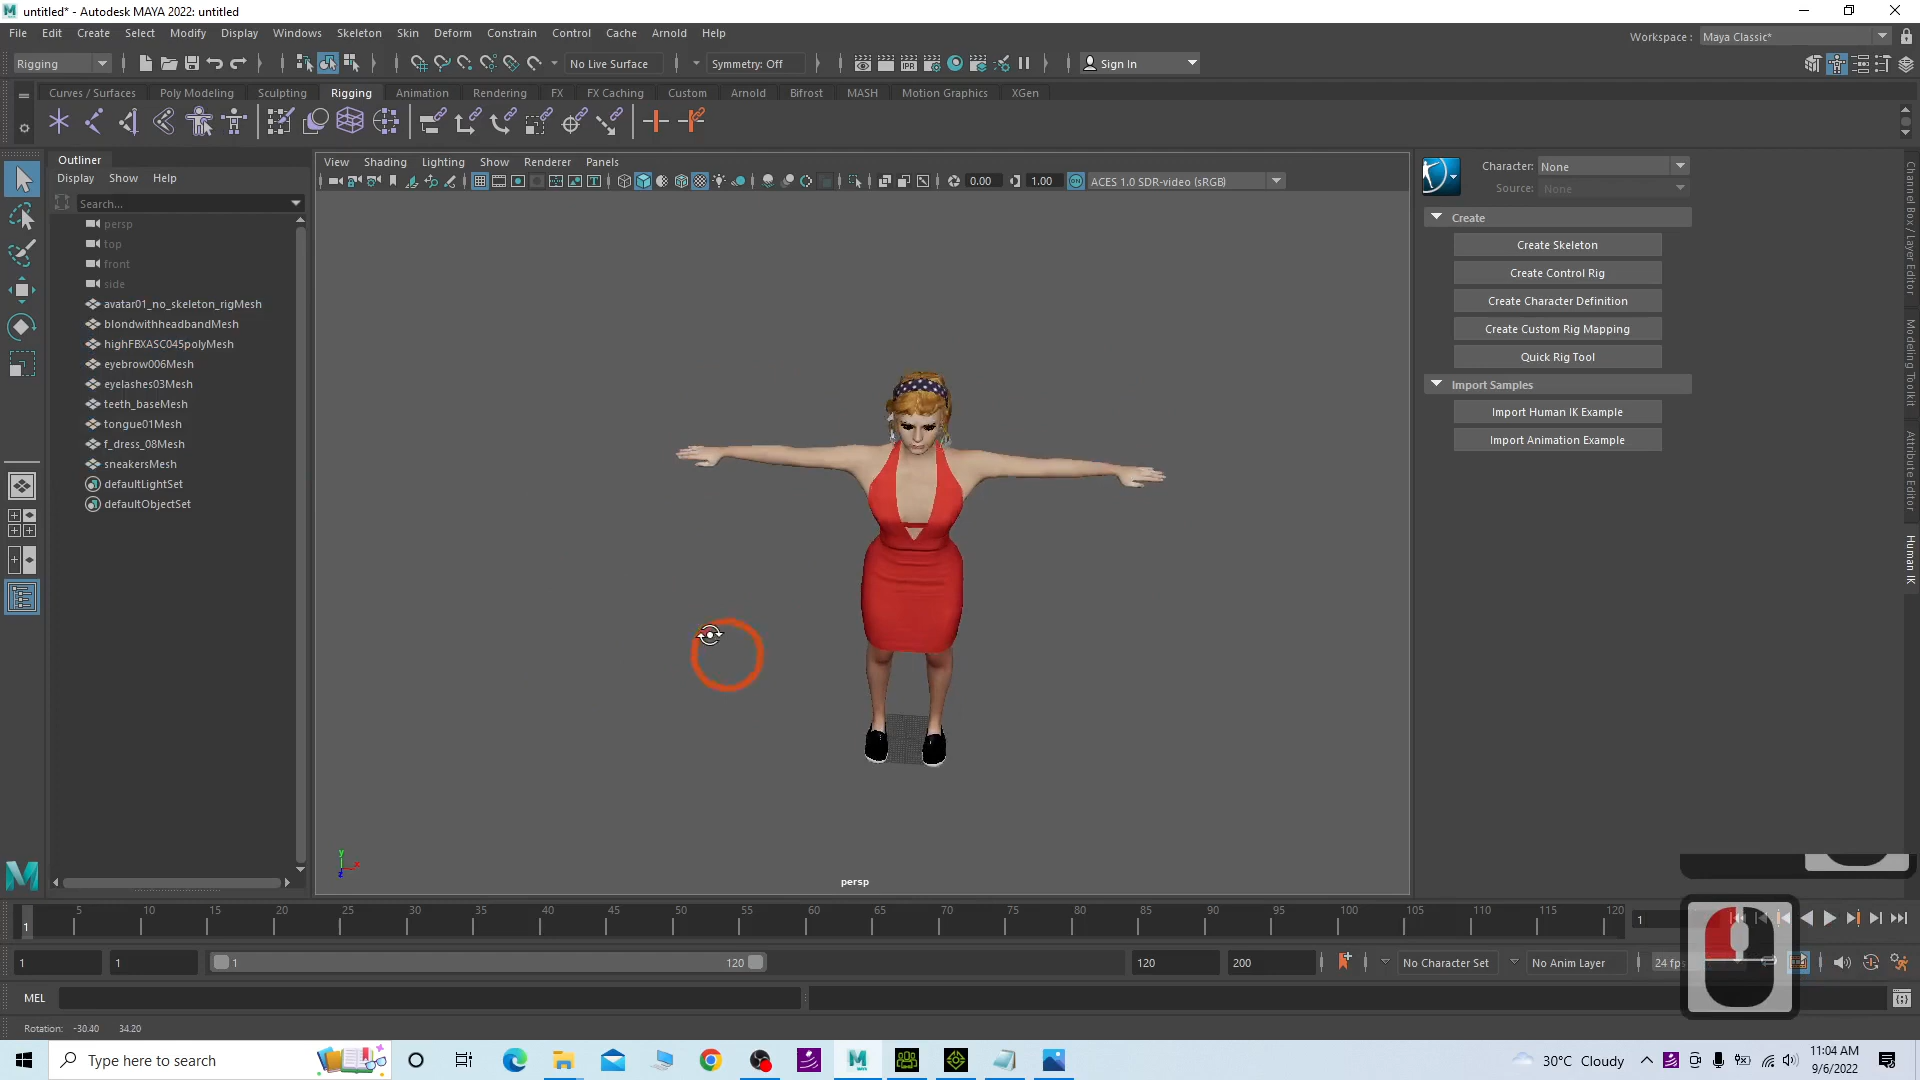 untitled* - Autodesk MAYA 2022: untitled
File Edit Create Select Modify Display Windows Skeleton Skin Deform Constrain Control Cache Arnold Help
Workspace : Maya Classic*
Rigging No Live Surface Symmetry: Off Sign In
Curves / Surfaces Poly Modeling Sculpting Rigging Animation Rendering FX FX Caching Custom Arnold Bifrost MASH Motion Graphics XGen
IPR
Outliner
Display Show Help
Search...
persp
top
front
side
avatar01_no_skeleton_rigMesh
blondwithheadbandMesh
highFBXASC045polyMesh
eyebrow006Mesh
eyelashes03Mesh
teeth_baseMesh
tongue01Mesh
f_dress_08Mesh
sneakersMesh
defaultLightSet
defaultObjectSet
View Shading Lighting Show Renderer Panels
0.00 1.00 ACES 1.0 SDR-video (sRGB)
y
x
z
persp
Character: None
Source: None
Create
Create Skeleton
Create Control Rig
Create Character Definition
Create Custom Rig Mapping
Quick Rig Tool
Import Samples
Import Human IK Example
Import Animation Example
Channel Box / Layer Editor
Modeling Toolkit
Attribute Editor
Human IK
5 10 15 20 25 30 35 40 45 50 55 60 65 70 75 80 85 90 95 100 105 110 115 120
1 1
1 1 1 120 120 200 No Character Set No Anim Layer 24 fps
MEL
Rotation: -30.40 34.20
Type here to search
30°C Cloudy
11:04 AM
9/6/2022